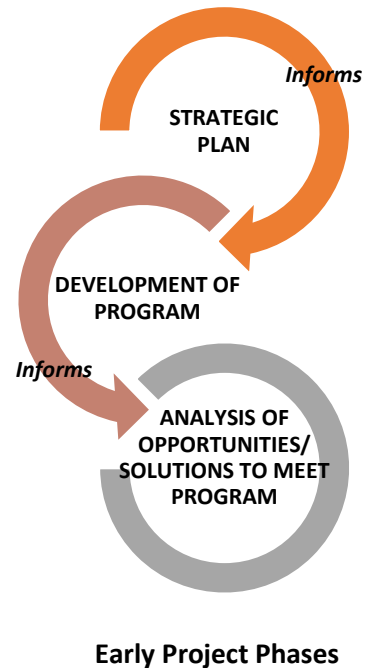 Informs
STRATEGIC
PLAN
DEVELOPMENT OF
PROGRAM
Informs
ANALYSIS OF
OPPORTUNITIES/
SOLUTIONS TO MEET
PROGRAM
Early Project Phases